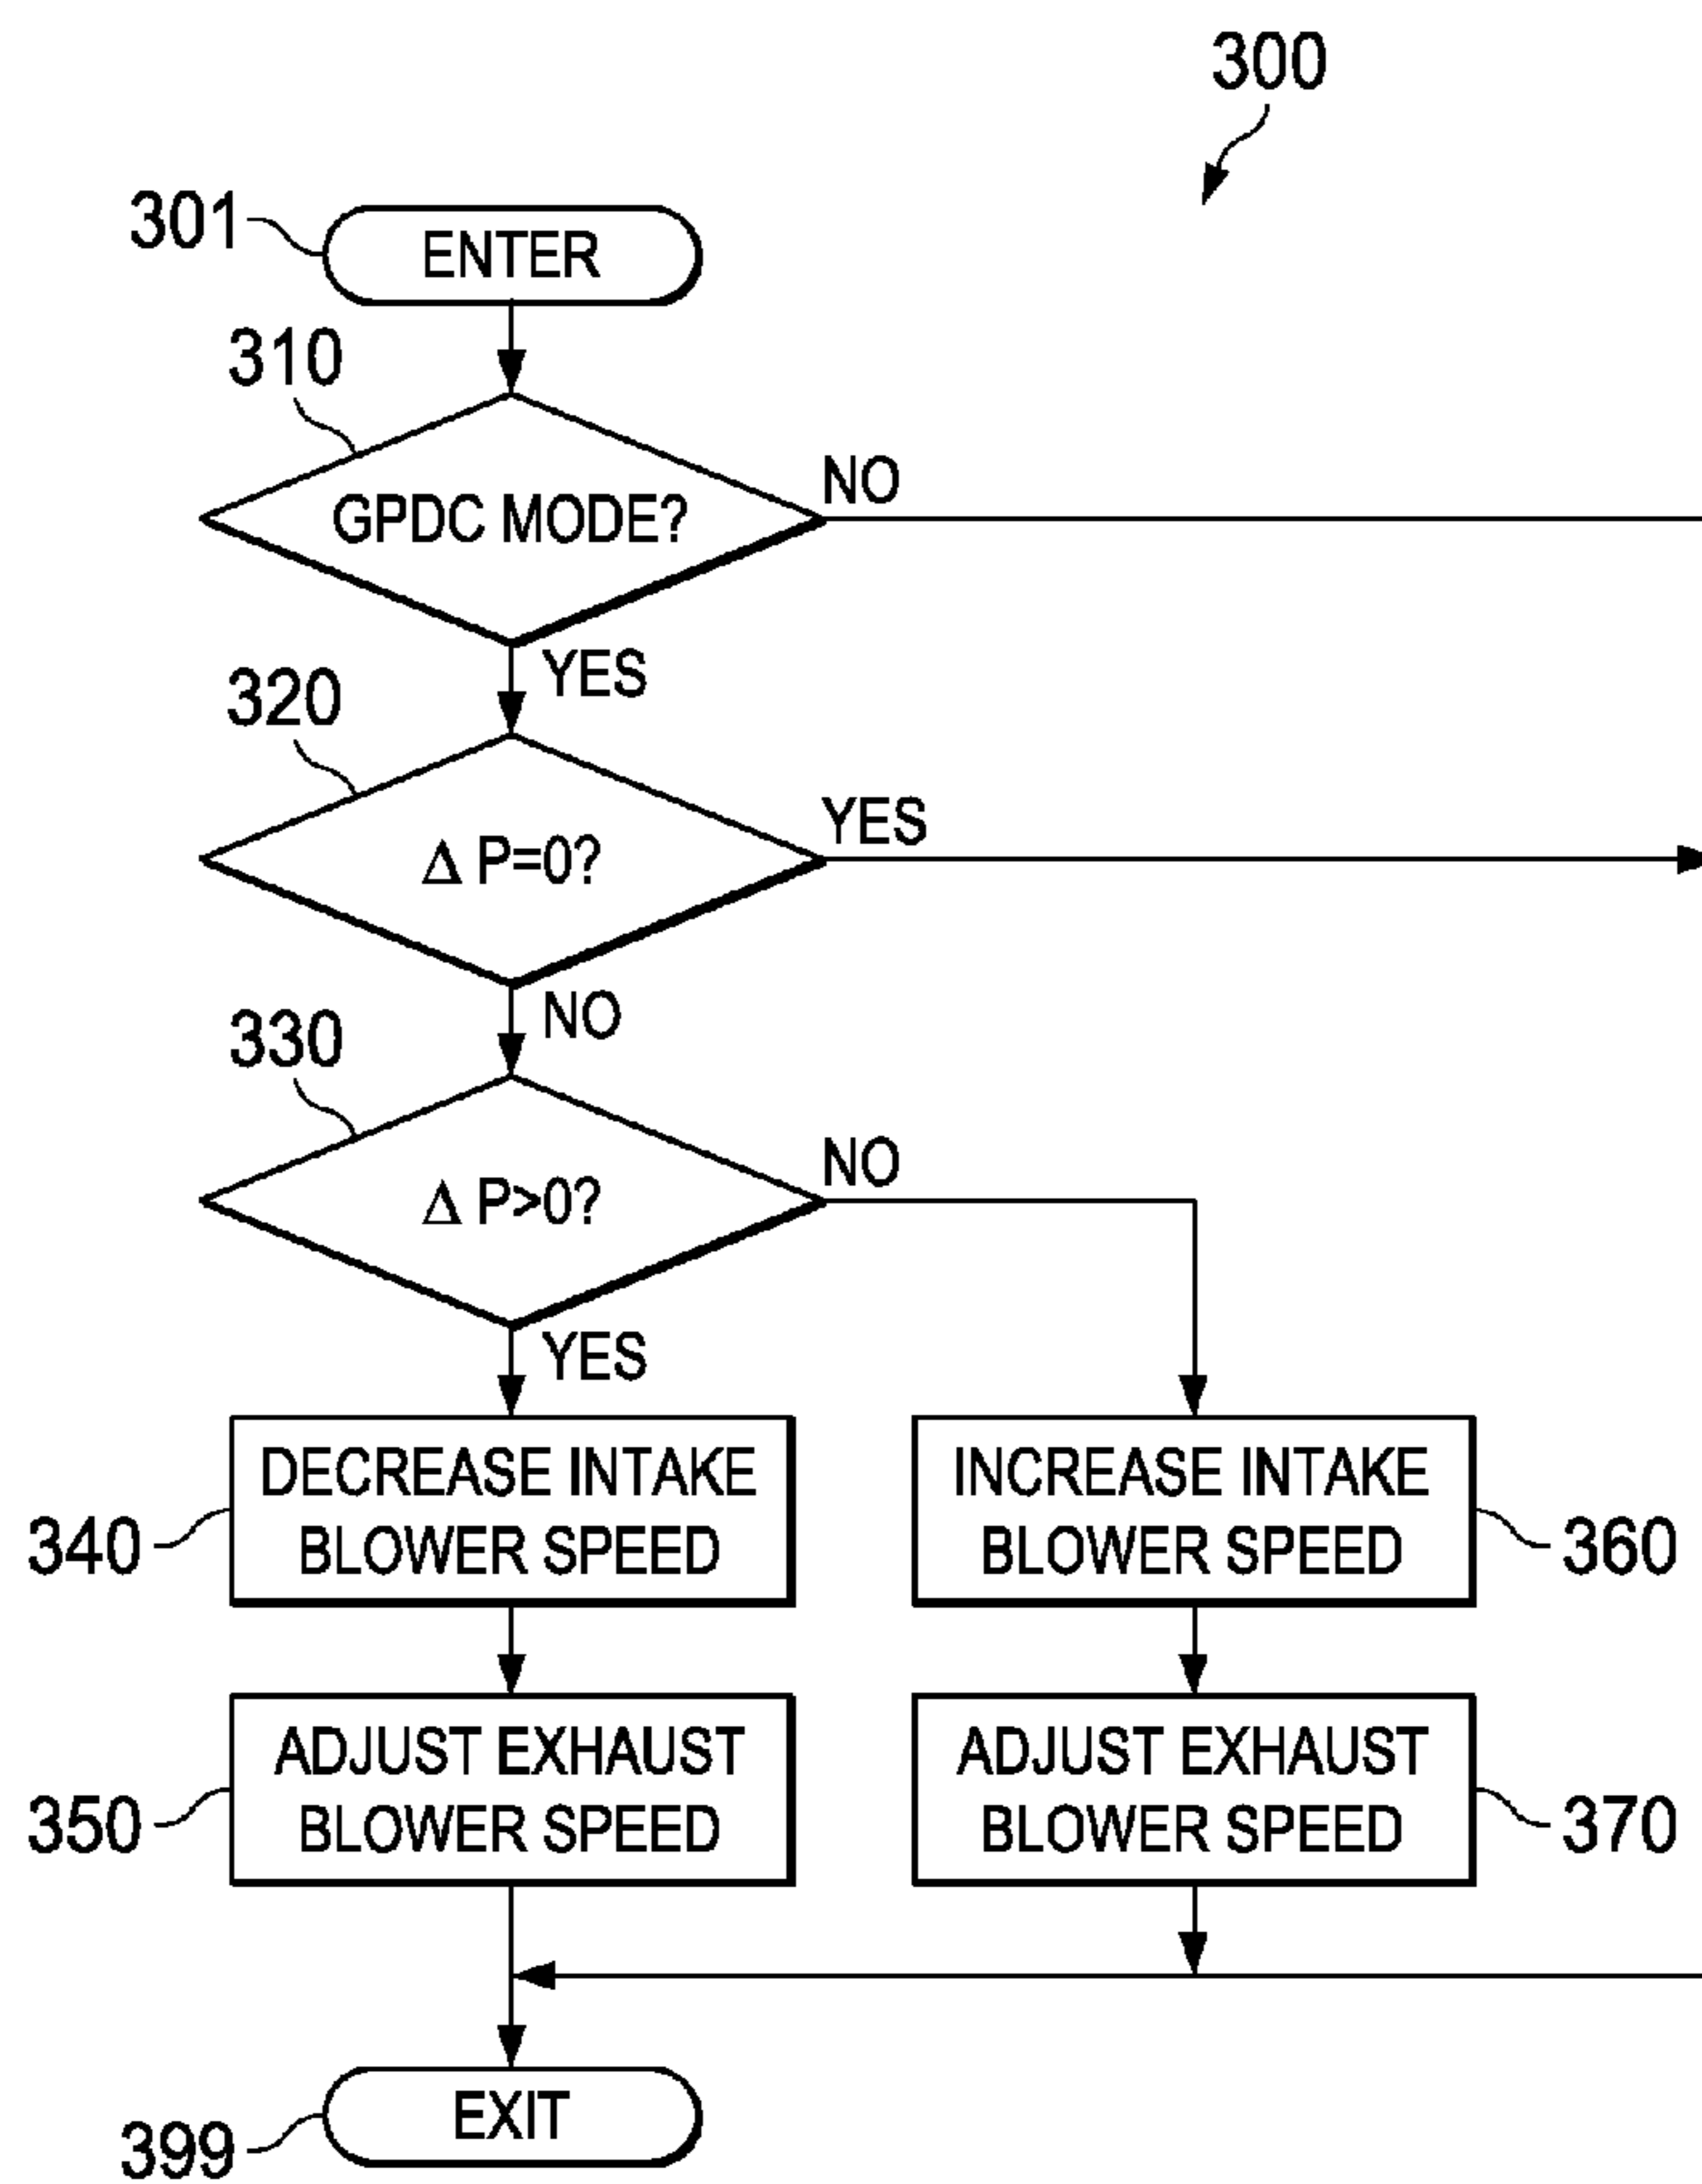 300
301
ENTER
310
GPDC MODE?
NO
YES
320
Δ P=0?
YES
NO
330
Δ P>0?
NO
YES
340
DECREASE INTAKE
BLOWER SPEED
INCREASE INTAKE
BLOWER SPEED
360
350
ADJUST EXHAUST
BLOWER SPEED
ADJUST EXHAUST
BLOWER SPEED
370
399
EXIT